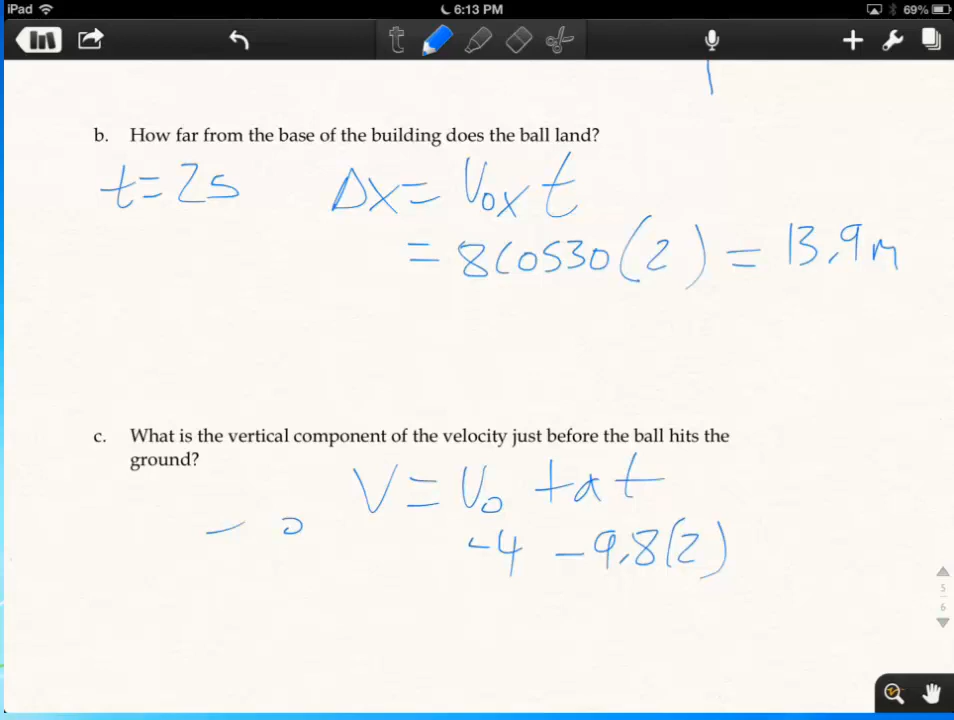 iPad 6:13 PM 69%
t
b. How far from the base of the building does the ball land?
t=2s Δx= V₀ₓ t
= 8cos30(2) = 13.9m
c. What is the vertical component of the velocity just before the ball hits the
ground?
V= V₀ +at
-4 -9.8(2)
5
6